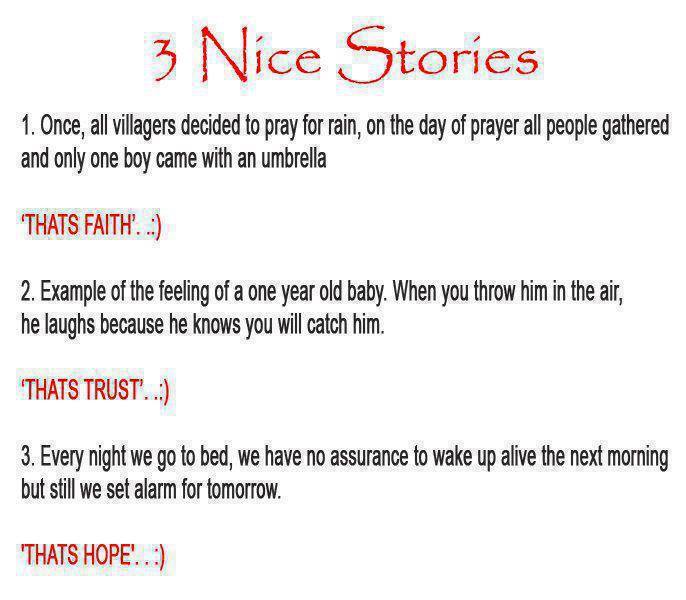 3 Nice Stories
1. Once, all villagers decided to pray for rain, on the day of prayer all people gathered
and only one boy came with an umbrella
‘THATS FAITH’. .:)
2. Example of the feeling of a one year old baby. When you throw him in the air,
he laughs because he knows you will catch him.
‘THATS TRUST’. .:)
3. Every night we go to bed, we have no assurance to wake up alive the next morning
but still we set alarm for tomorrow.
'THATS HOPE'. . :)